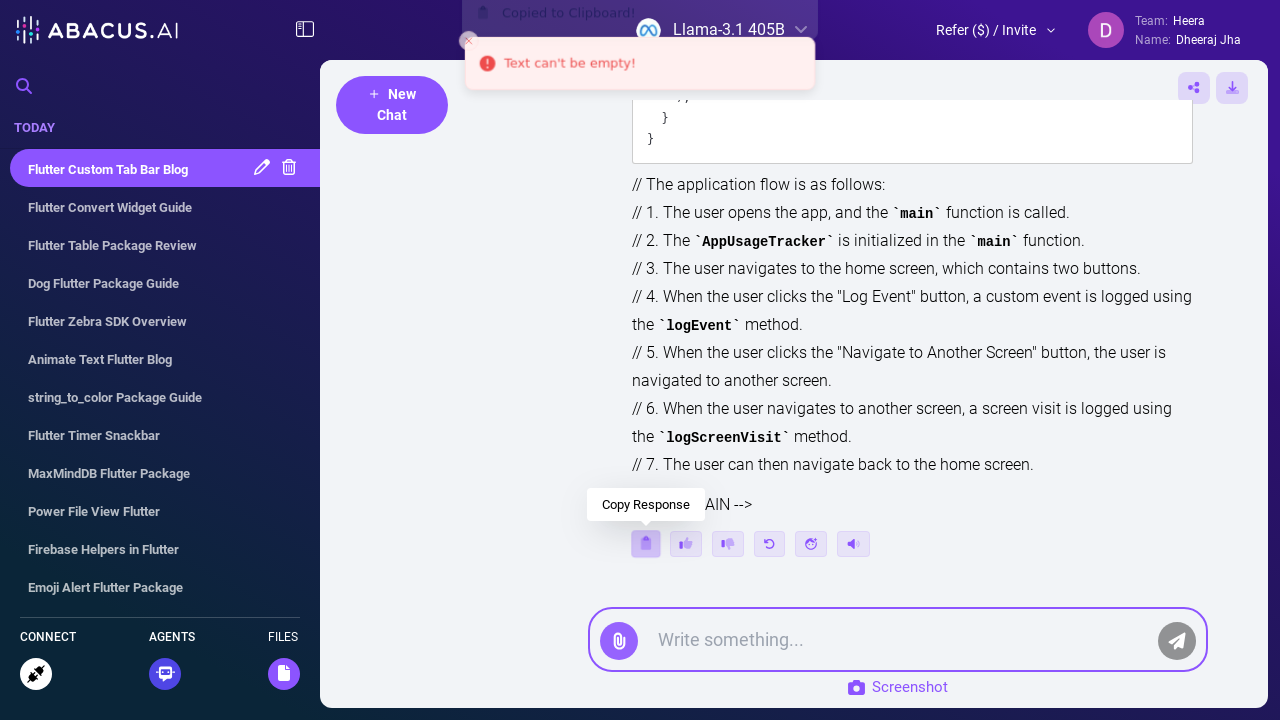 ABACUS.AI
Copied to Clipboard!
Llama-3.1 405B
Refer ($) / Invite
D
Team: Heera
Name: Dheeraj Jha
Text can't be empty!
TODAY
Flutter Custom Tab Bar Blog
Flutter Convert Widget Guide
Flutter Table Package Review
Dog Flutter Package Guide
Flutter Zebra SDK Overview
Animate Text Flutter Blog
string_to_color Package Guide
Flutter Timer Snackbar
MaxMindDB Flutter Package
Power File View Flutter
Firebase Helpers in Flutter
Emoji Alert Flutter Package
CONNECT
AGENTS
FILES
+ New
Chat
}
}
// The application flow is as follows:
// 1. The user opens the app, and the `main` function is called.
// 2. The `AppUsageTracker` is initialized in the `main` function.
// 3. The user navigates to the home screen, which contains two buttons.
// 4. When the user clicks the "Log Event" button, a custom event is logged using
the `logEvent` method.
// 5. When the user clicks the "Navigate to Another Screen" button, the user is
navigated to another screen.
// 6. When the user navigates to another screen, a screen visit is logged using
the `logScreenVisit` method.
// 7. The user can then navigate back to the home screen.
AIN -->
Copy Response
Write something...
Screenshot